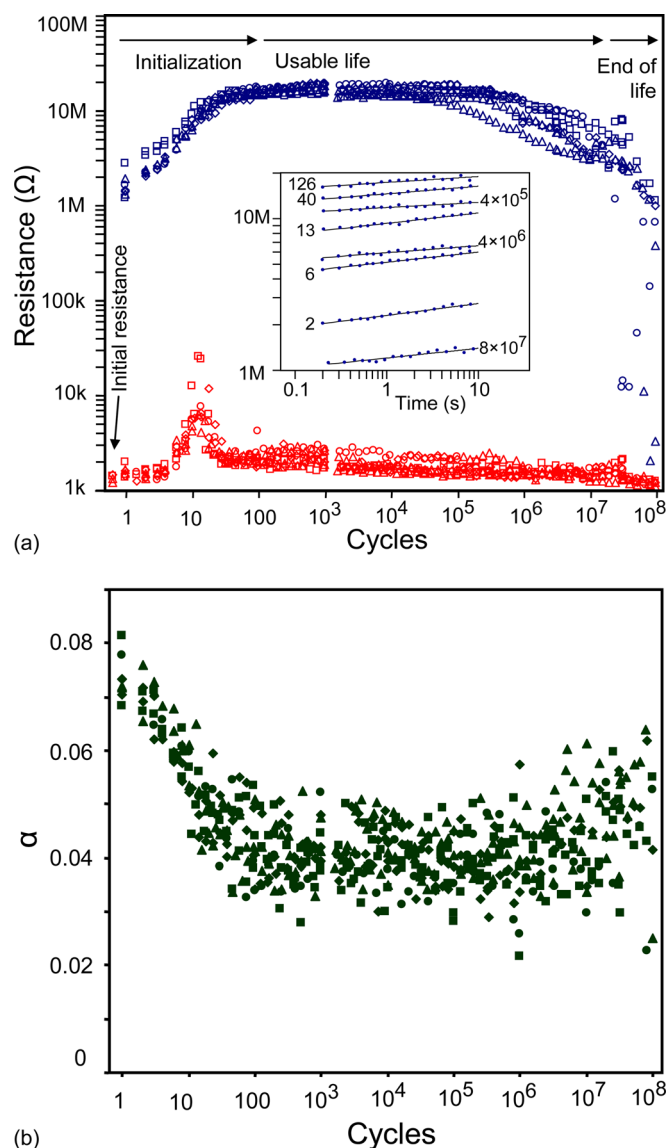 100M
Initialization
Usable life
End of
life
10M
1M
100k
10k
1k
Resistance (Ω)
Initial resistance
126
40
13
6
2
10M
1M
4×10⁵
4×10⁶
8×10⁷
0.1
1
10
Time (s)
1
10
100
10³
10⁴
10⁵
10⁶
10⁷
10⁸
(a)
Cycles
0.08
0.06
α
0.04
0.02
0
1
10
100
10³
10⁴
10⁵
10⁶
10⁷
10⁸
(b)
Cycles